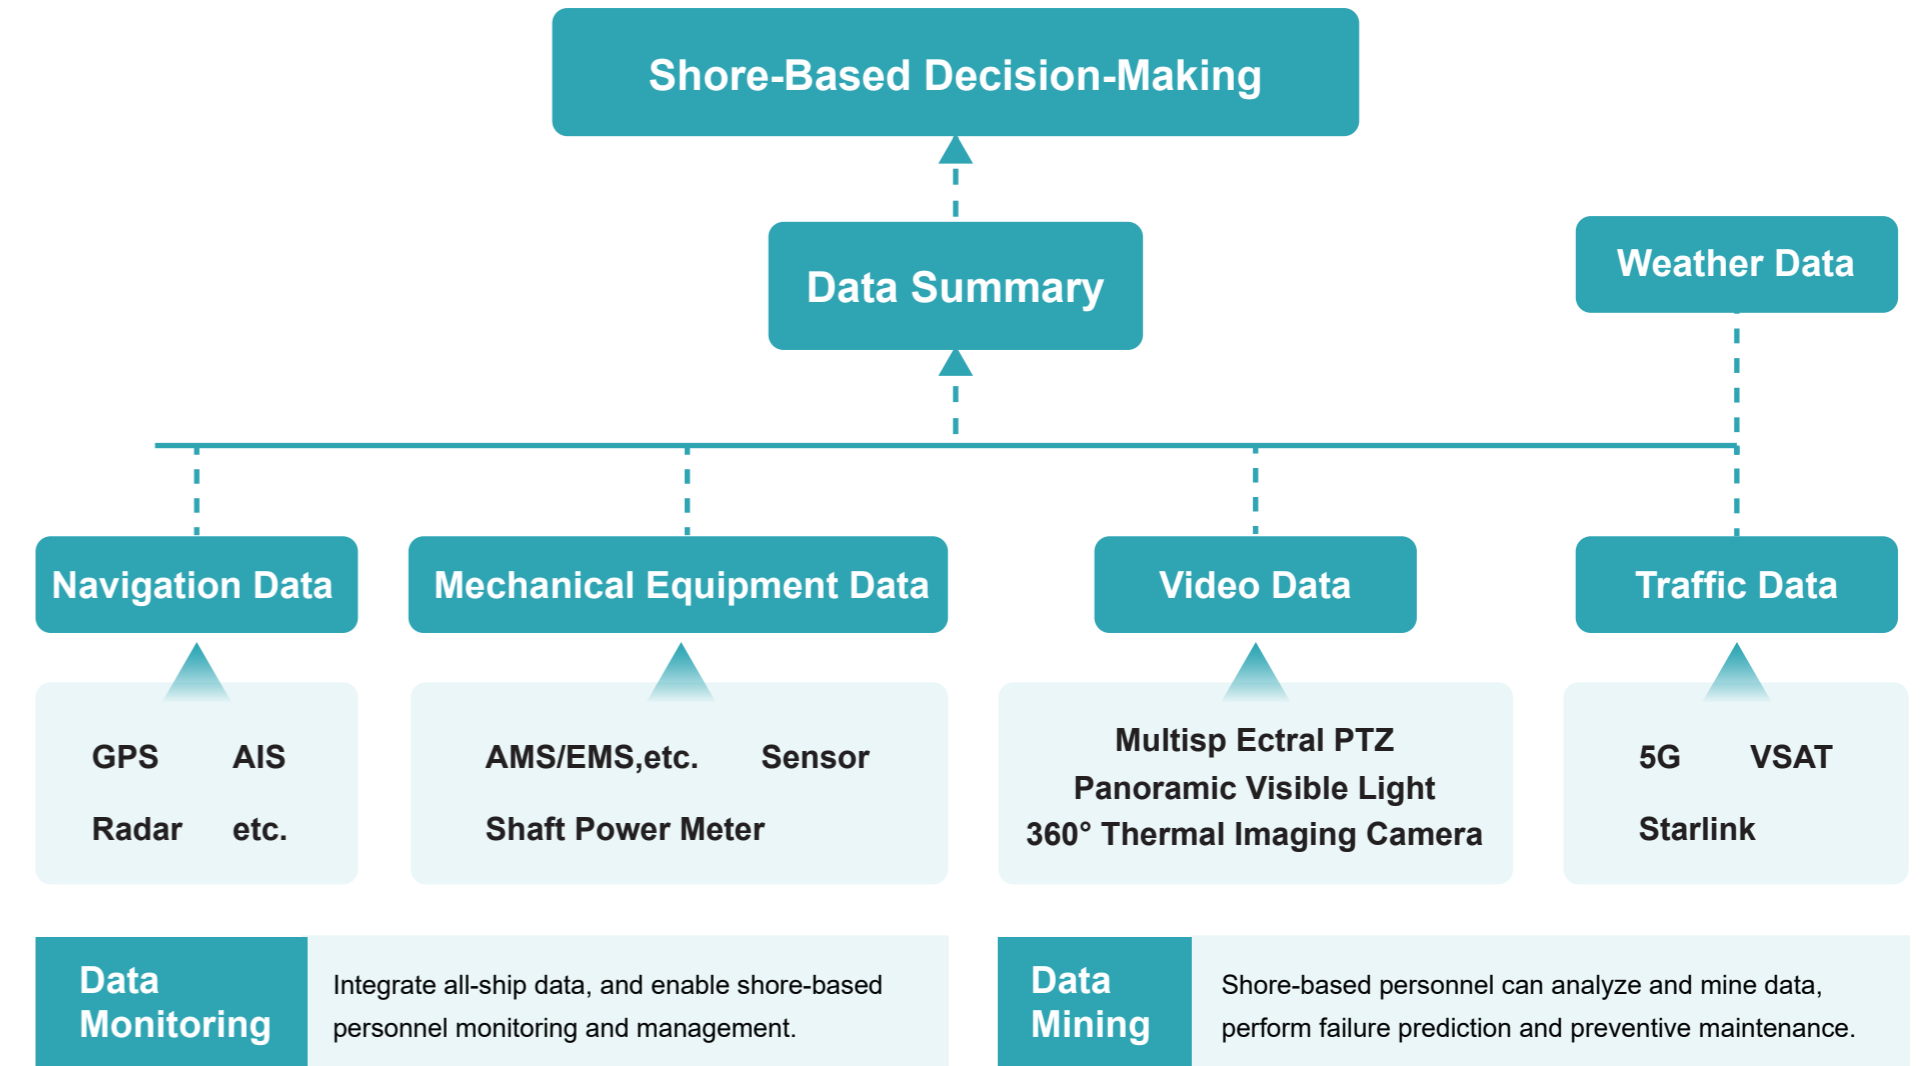 Shore-Based Decision-Making
Data Summary
Weather Data
Navigation Data
Mechanical Equipment Data
Video Data
Traffic Data
GPS AIS
Radar etc.
AMS/EMS,etc. Sensor
Shaft Power Meter
Multisp Ectral PTZ
Panoramic Visible Light
360° Thermal Imaging Camera
5G VSAT
Starlink
Data
Monitoring
Integrate all-ship data, and enable shore-based
personnel monitoring and management.
Data
Mining
Shore-based personnel can analyze and mine data,
perform failure prediction and preventive maintenance.